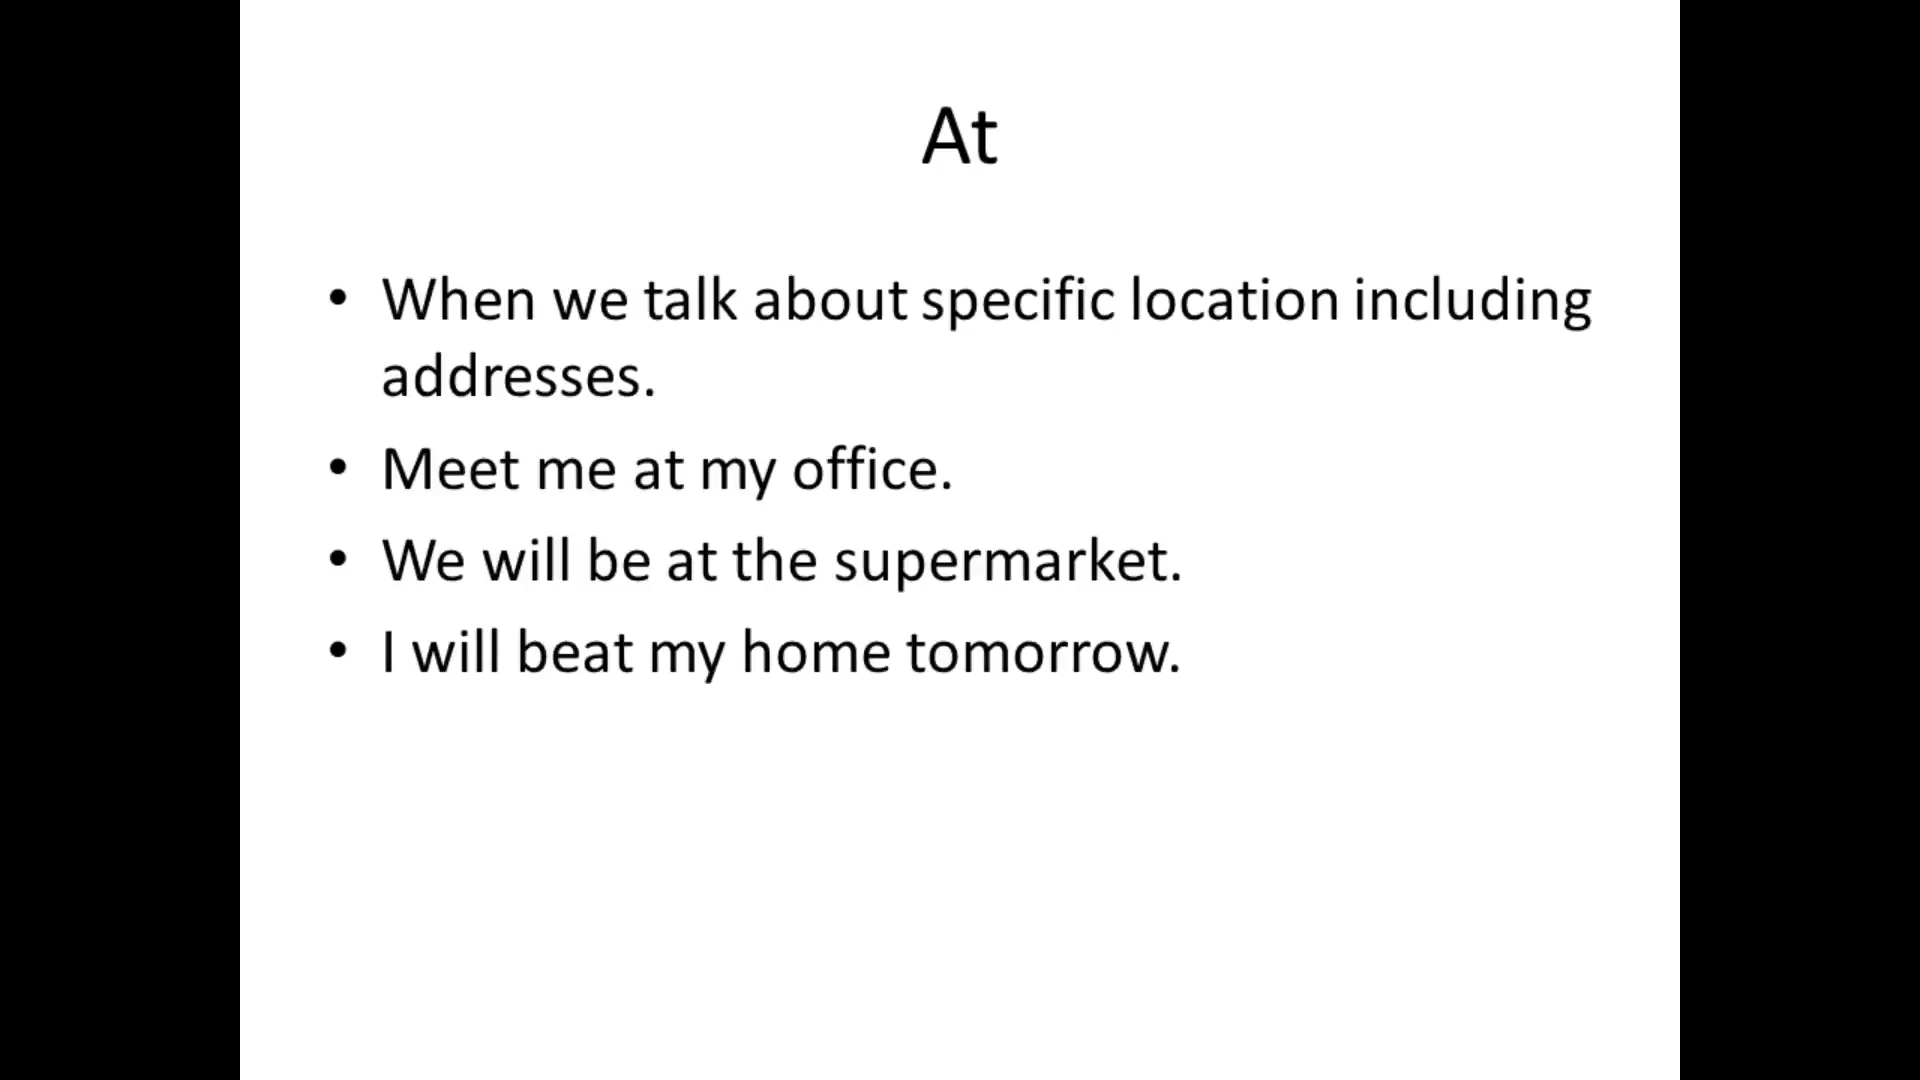 At
• When we talk about specific location including
addresses.
• Meet me at my office.
• We will be at the supermarket.
• I will beat my home tomorrow.